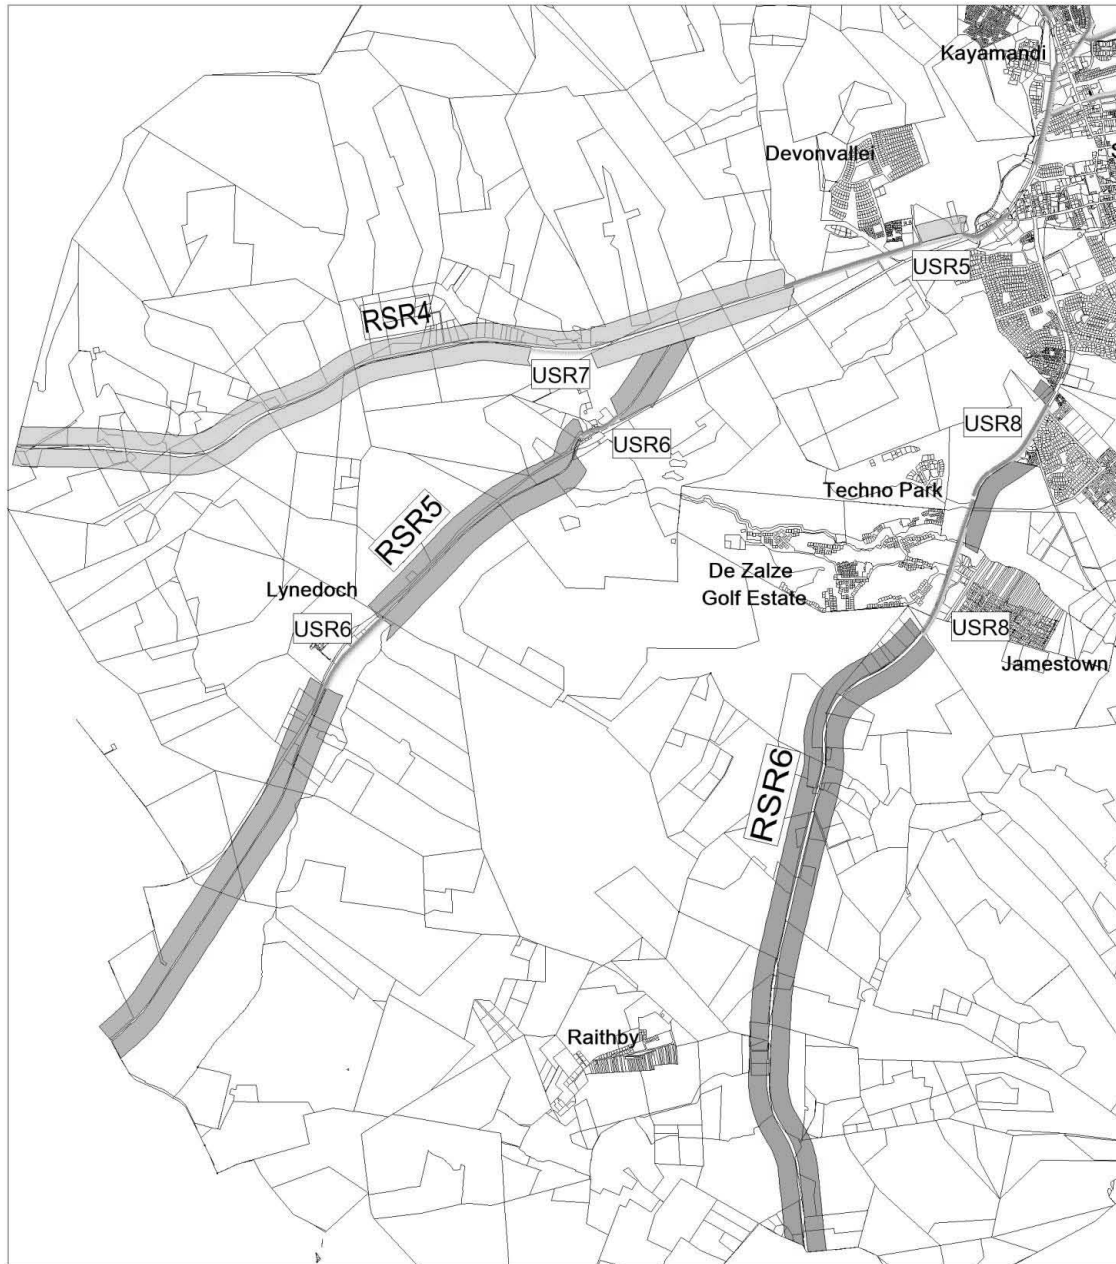 Kayamandi
Devonvallei
S
USR5
RSR4
USR7
USR8
USR6
Techno Park
RSR5
De Zalze
Golf Estate
Lynedoch
USR6
USR8
Jamestown
RSR6
Raithby